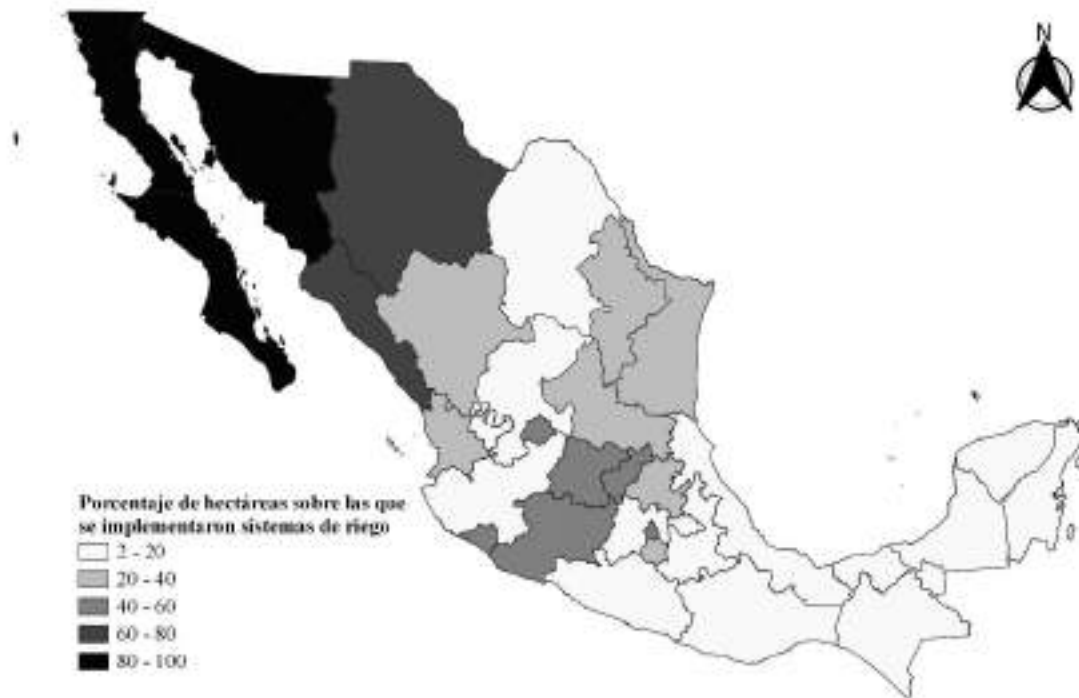 N
Porcentaje de hectáreas sobre las que
se implementaron sistemas de riego
2 - 20
20 - 40
40 - 60
60 - 80
80 - 100